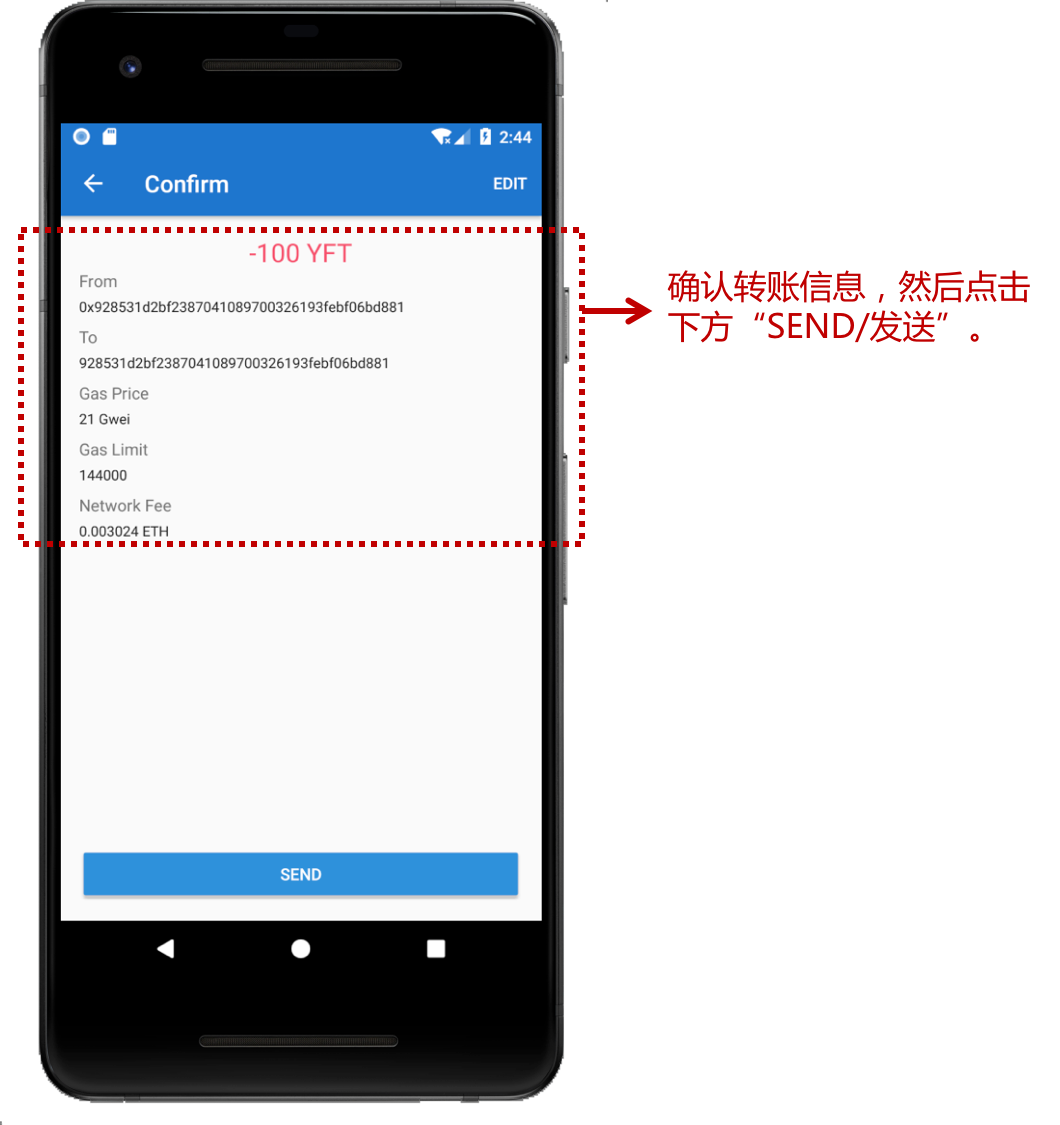 2:44
Confirm
EDIT
-100 YFT
From
0x928531d2bf2387041089700326193febf06bd881
To
928531d2bf2387041089700326193febf06bd881
Gas Price
21 Gwei
Gas Limit
144000
Network Fee
0.003024 ETH
SEND
确认转账信息，然后点击
下方“SEND/发送”。